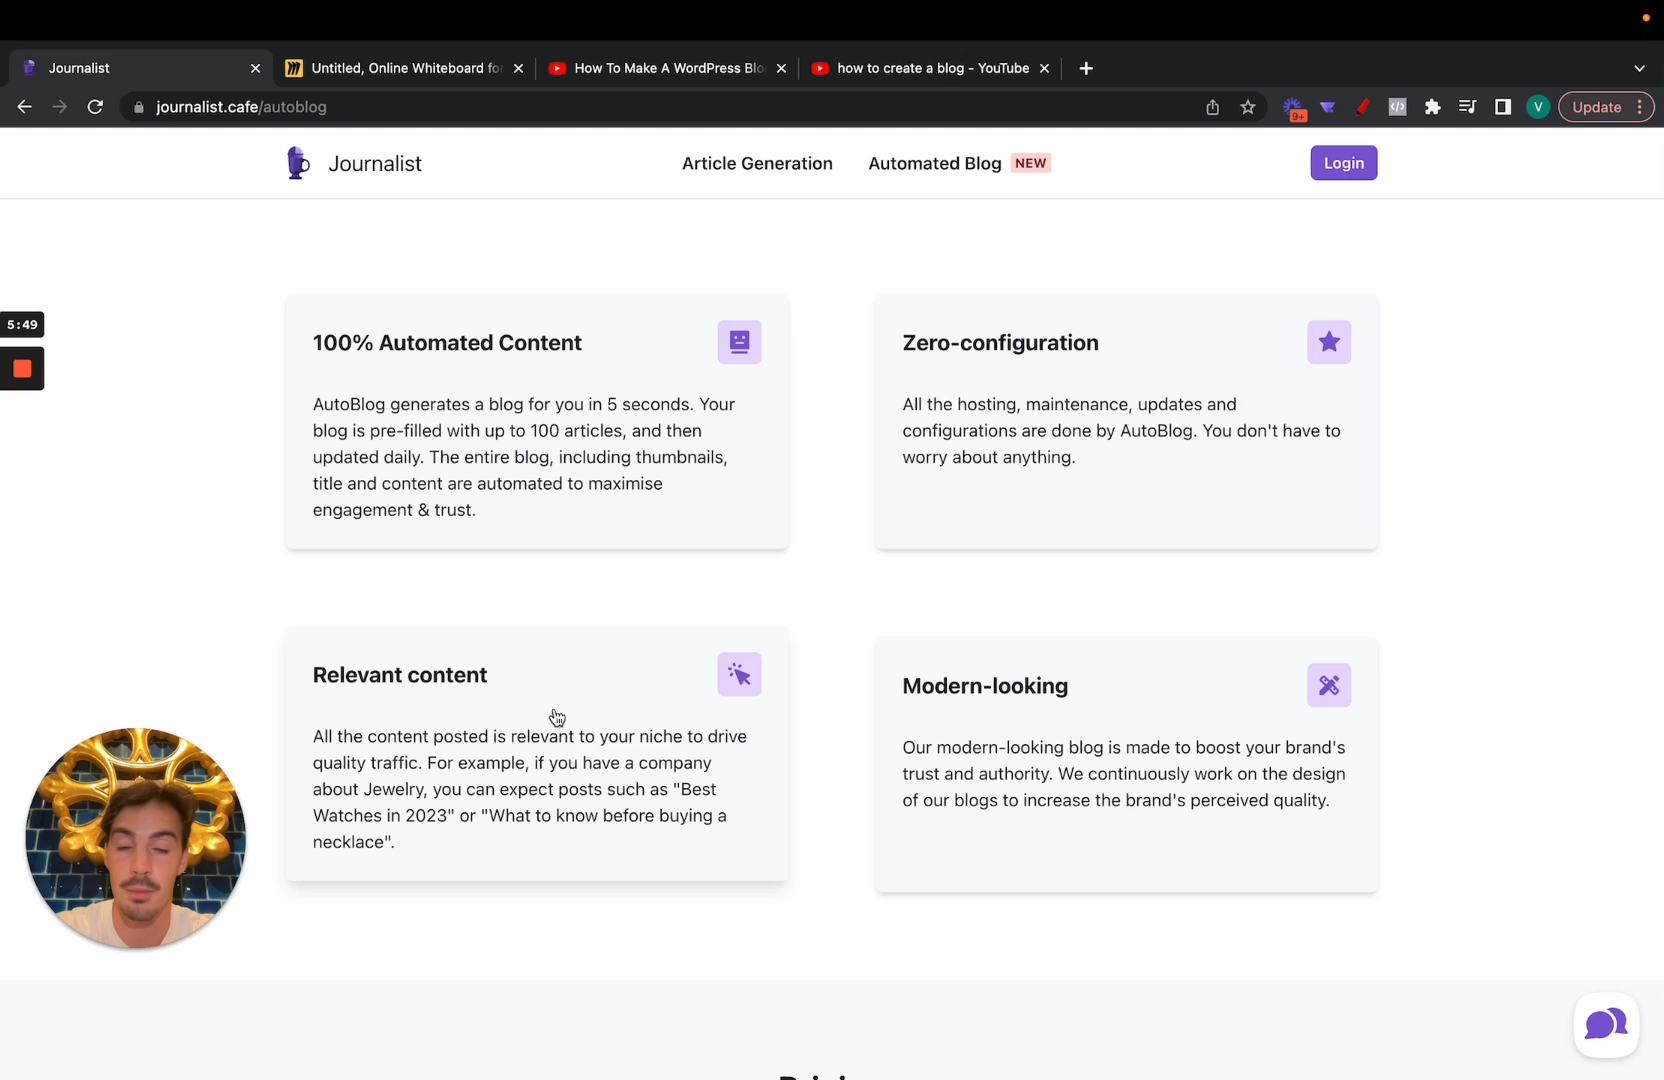 Journalist
Untitled, Online Whiteboard for
How To Make A WordPress Blo
how to create a blog - YouTube
journalist.cafe/autoblog
9+
V
Update
Journalist
Article Generation
Automated Blog NEW
Login
5:49
100% Automated Content
AutoBlog generates a blog for you in 5 seconds. Your
blog is pre-filled with up to 100 articles, and then
updated daily. The entire blog, including thumbnails,
title and content are automated to maximise
engagement & trust.
Zero-configuration
All the hosting, maintenance, updates and
configurations are done by AutoBlog. You don't have to
worry about anything.
Relevant content
All the content posted is relevant to your niche to drive
quality traffic. For example, if you have a company
about Jewelry, you can expect posts such as "Best
Watches in 2023" or "What to know before buying a
necklace".
Modern-looking
Our modern-looking blog is made to boost your brand's
trust and authority. We continuously work on the design
of our blogs to increase the brand's perceived quality.